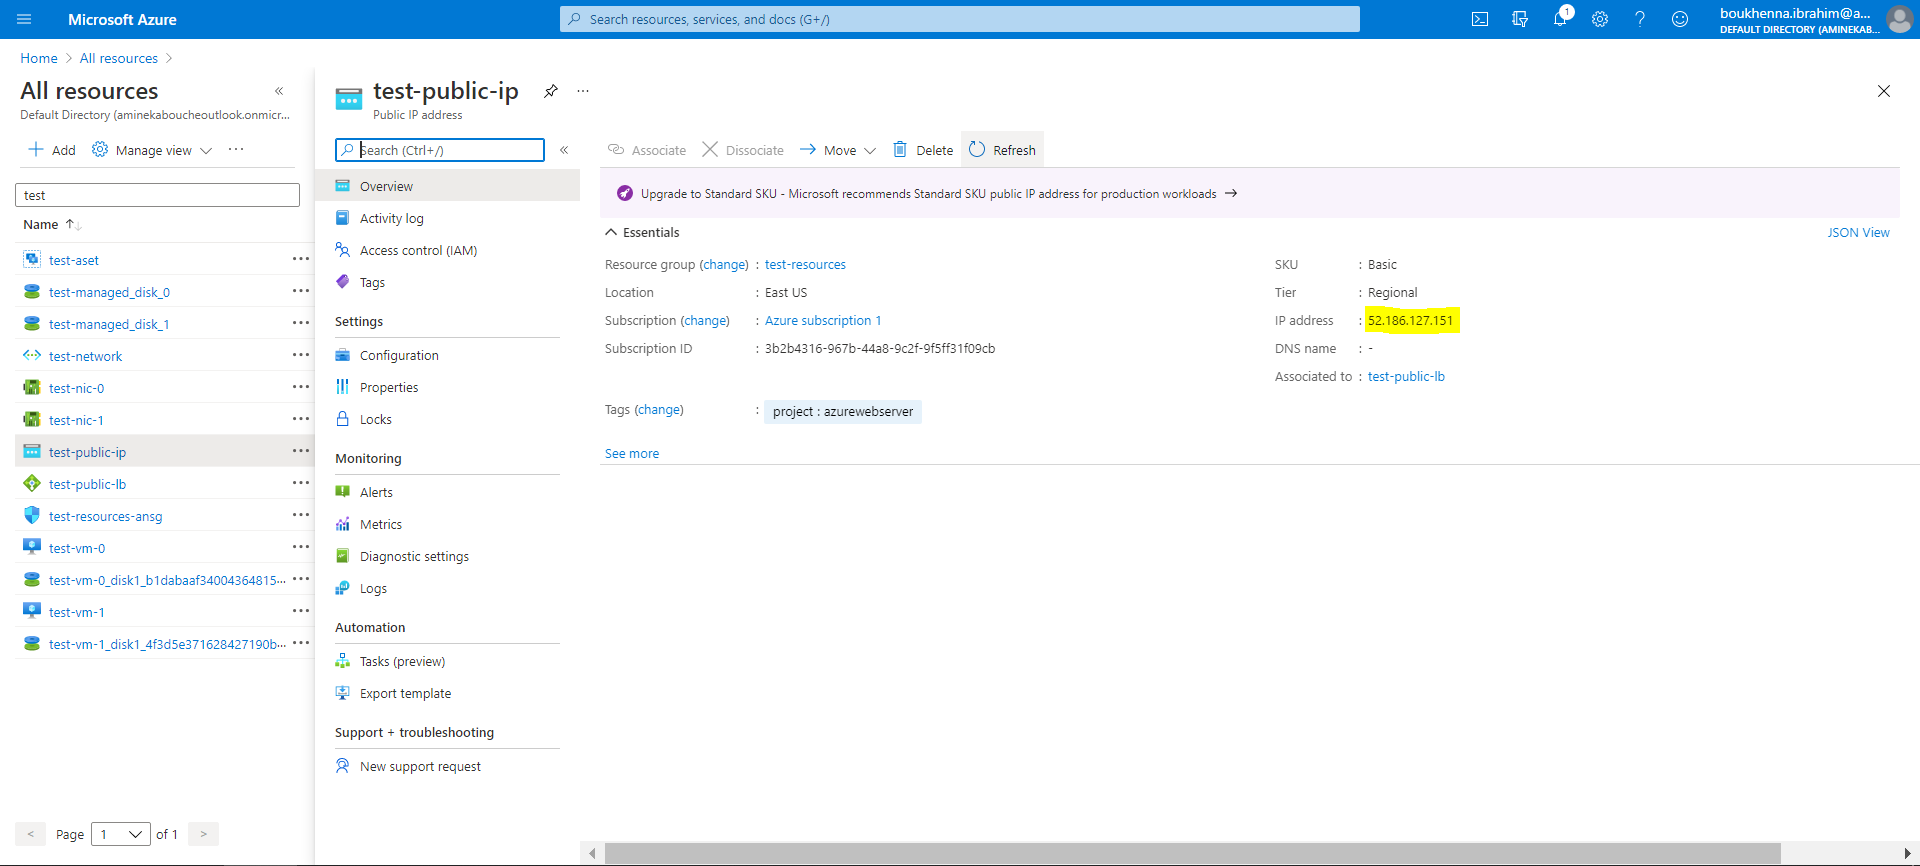 Microsoft Azure
Search resources, services, and docs (G+/)
1
boukhenna.ibrahim@a...
DEFAULT DIRECTORY (AMINEKAB...
Home > All resources >
All resources «
Default Directory (aminekaboucheoutlook.onmicr...
+ Add Manage view ···
test
Name ↑↓
test-aset ···
test-managed_disk_0 ···
test-managed_disk_1 ···
test-network ···
test-nic-0 ···
test-nic-1 ···
test-public-ip ···
test-public-lb ···
test-resources-ansg ···
test-vm-0 ···
test-vm-0_disk1_b1dabaaf34004364815··· ···
test-vm-1 ···
test-vm-1_disk1_4f3d5e371628427190b··· ···
< Page 1 of 1 >
test-public-ip ···
Public IP address
Search (Ctrl+/) «
Overview
Activity log
Access control (IAM)
Tags
Settings
Configuration
Properties
Locks
Monitoring
Alerts
Metrics
Diagnostic settings
Logs
Automation
Tasks (preview)
Export template
Support + troubleshooting
New support request
Associate Dissociate → Move Delete Refresh
Upgrade to Standard SKU - Microsoft recommends Standard SKU public IP address for production workloads →
Essentials JSON View
Resource group (change) : test-resources
Location : East US
Subscription (change) : Azure subscription 1
Subscription ID : 3b2b4316-967b-44a8-9c2f-9f5ff31f09cb
SKU : Basic
Tier : Regional
IP address : 52.186.127.151
DNS name : -
Associated to : test-public-lb
Tags (change) : project : azurewebserver
See more